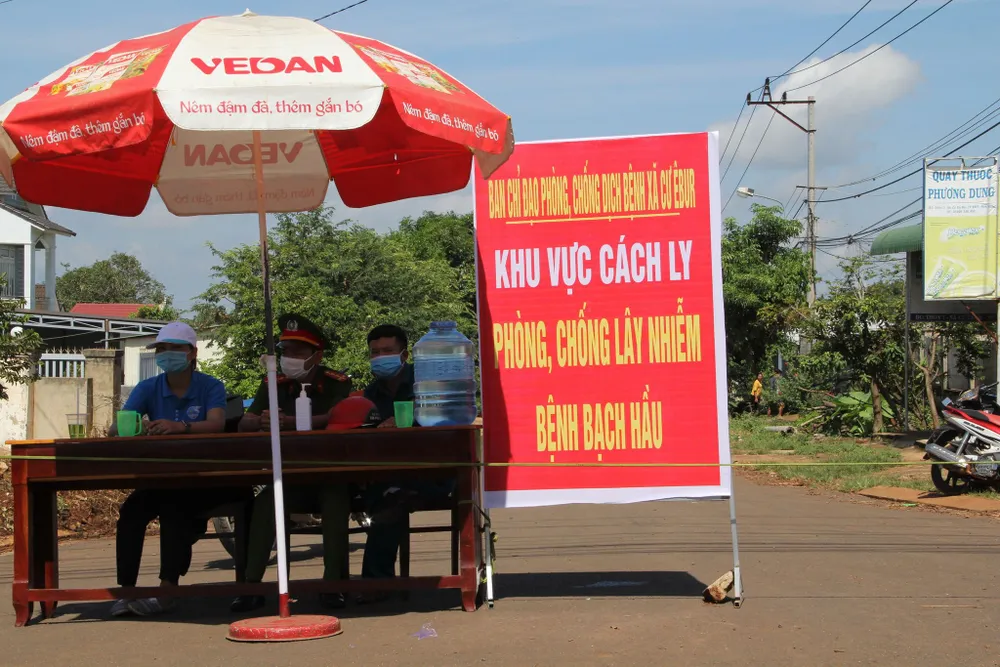 VEDAN
Nêm đậm đà, thêm gắn bó
Nêm đậm đà, thêm gắn bó
Nêm đậm đà, thêm gắn bó
VEDAN
BAN CHỈ ĐẠO PHÒNG, CHỐNG DỊCH BỆNH XÃ CƯ ÊBUR
KHU VỰC CÁCH LY
PHÒNG, CHỐNG LÂY NHIỄM
BỆNH BẠCH HẦU
QUẦY THUỐC
PHƯƠNG DUNG